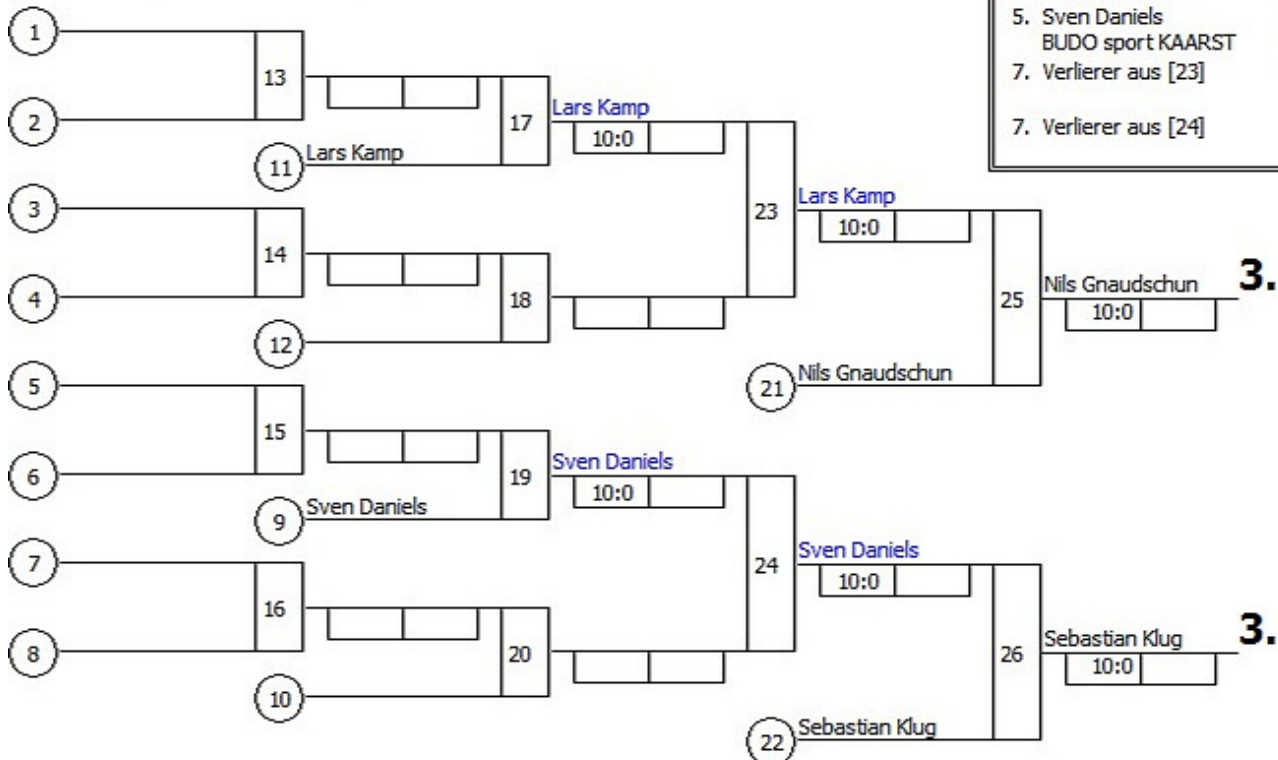 5. Sven Daniels
BUDO sport KAARST
7. Verlierer aus [23]
7. Verlierer aus [24]
1
13
2
17
Lars Kamp
10:0
11
Lars Kamp
3
14
4
18
12
23
Lars Kamp
10:0
25
Nils Gnaudschun
3.
10:0
21
Nils Gnaudschun
5
15
6
19
Sven Daniels
10:0
9
Sven Daniels
7
16
8
20
10
24
Sven Daniels
10:0
26
Sebastian Klug
3.
10:0
22
Sebastian Klug